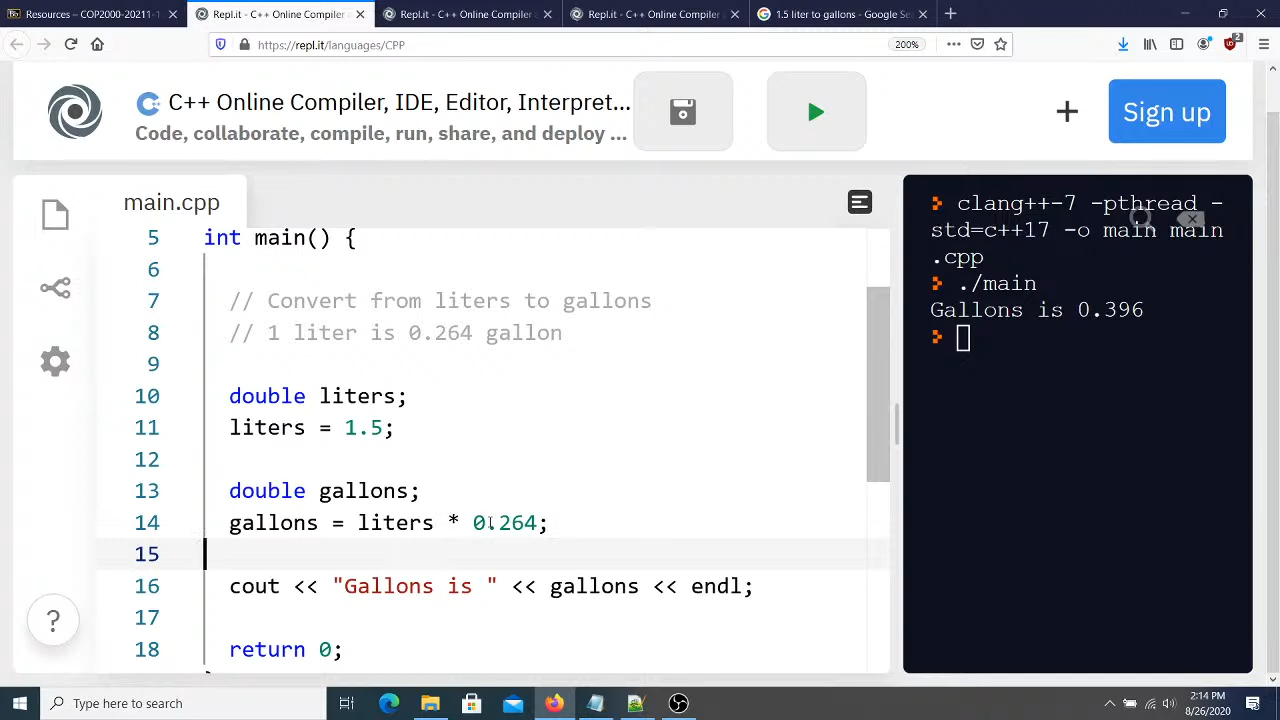 Resources – COP2000-20211-1
Repl.it - Online Compiler
Repl.it - Online Compiler
Repl.it - Online Compiler
1.5 liter to gallons - Google Se
https://repl.it/languages/CPP
200%
2
C++ Online Compiler, IDE, Editor, Interpret...
Code, collaborate, compile, run, share, and deploy ...
Sign up
main.cpp
5 int main() {
6
7 // Convert from liters to gallons
8 // 1 liter is 0.264 gallon
9
10 double liters;
11 liters = 1.5;
12
13 double gallons;
14 gallons = liters * 0.264;
15
16 cout << "Gallons is " << gallons << endl;
17
18 return 0;
clang++-7 -pthread -
std=c++17 -o main main
.cpp
./main
Gallons is 0.396
?
Type here to search
2:14 PM
8/26/2020